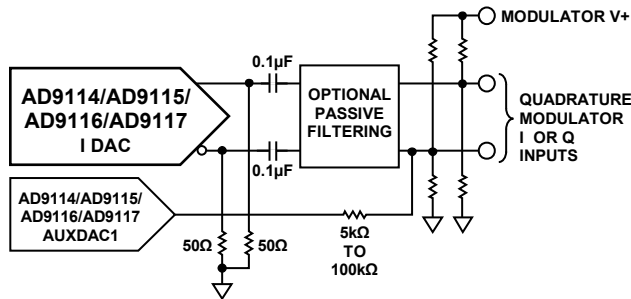 MODULATOR V+
0.1µF
AD9114/AD9115/
AD9116/AD9117
I DAC
OPTIONAL
PASSIVE
FILTERING
QUADRATURE
MODULATOR
I OR Q
INPUTS
0.1µF
AD9114/AD9115/
AD9116/AD9117
AUXDAC1
50Ω
50Ω
5kΩ
TO
100kΩ